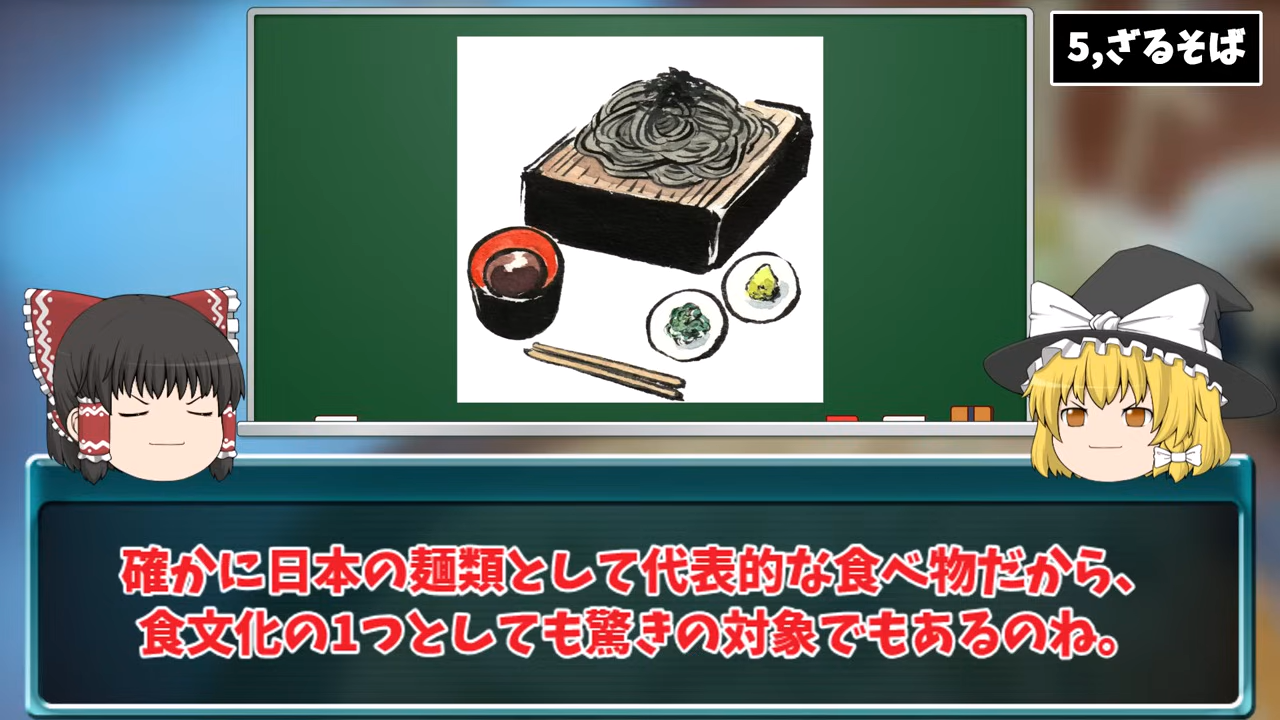 5,ざるそば
確かに日本の麺類として代表的な食べ物だから、
食文化の1つとしても驚きの対象でもあるのね。